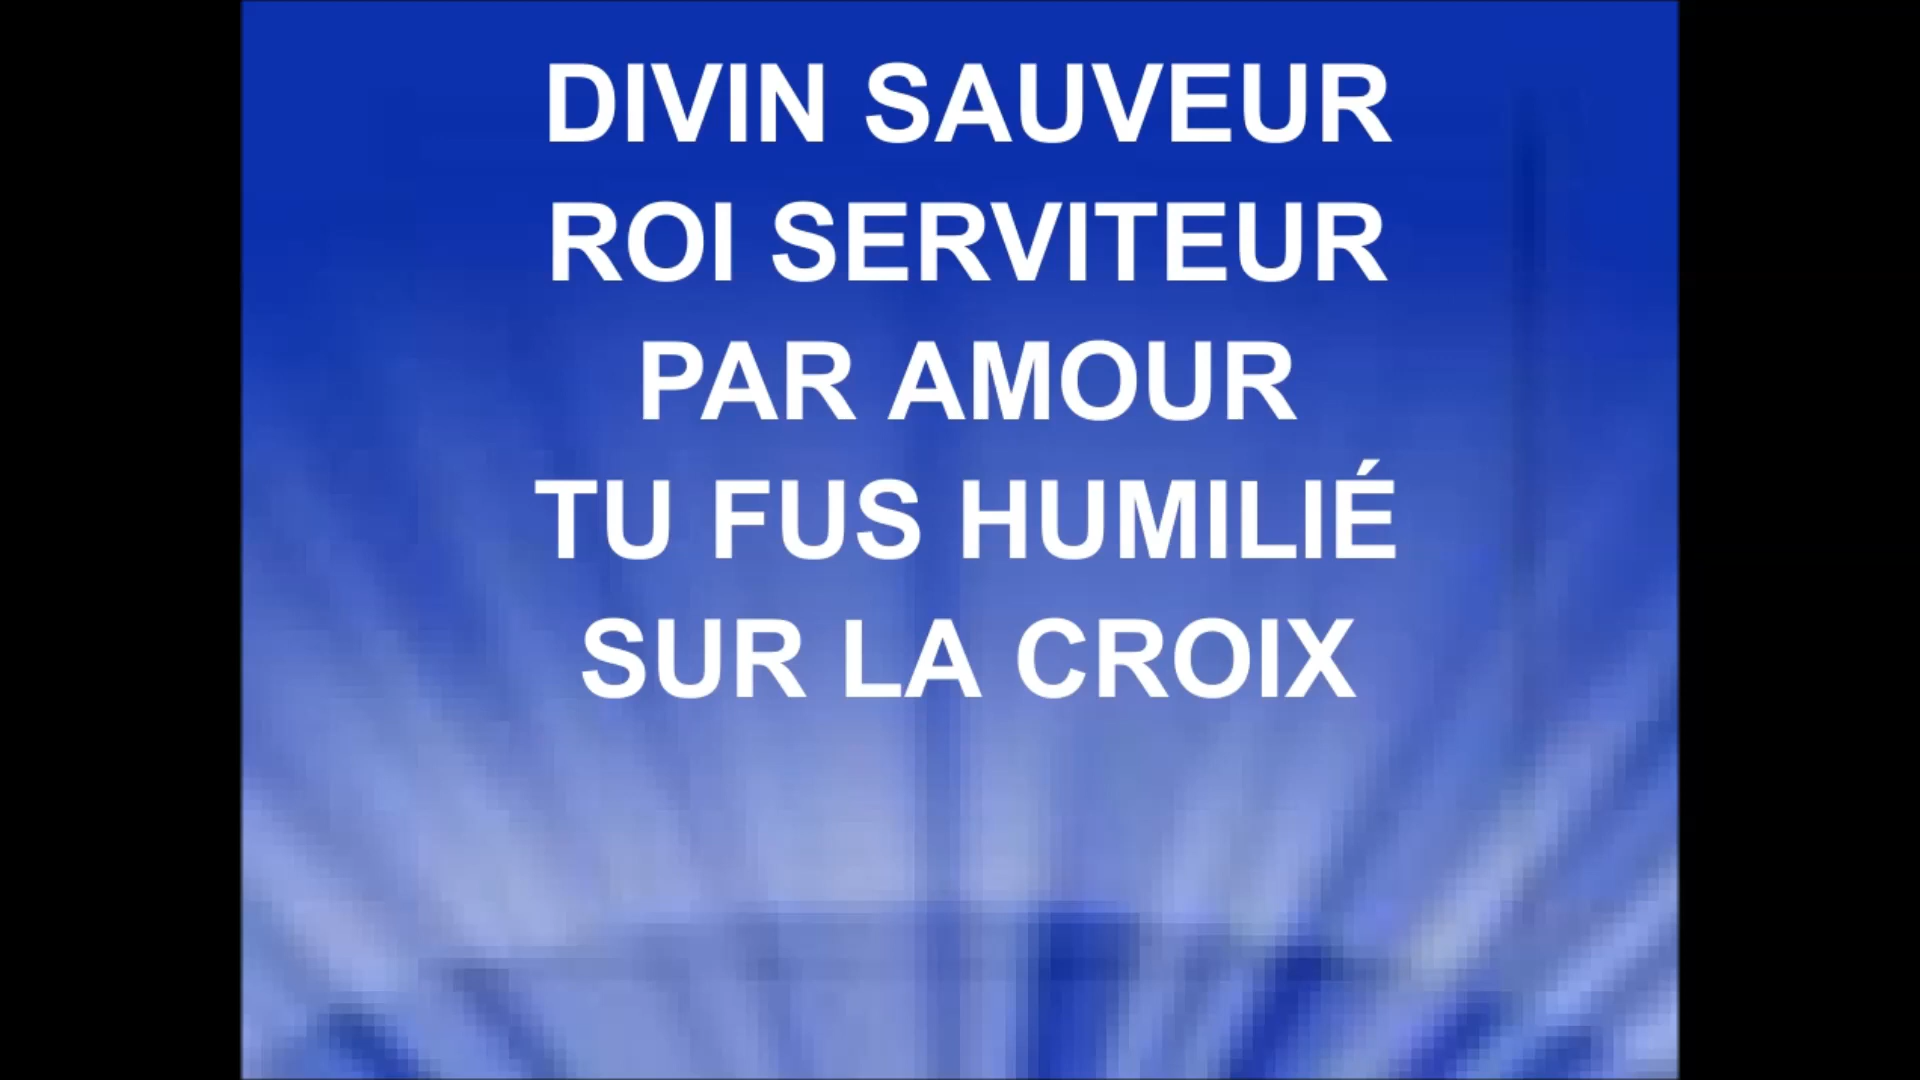 DIVIN SAUVEUR
ROI SERVITEUR
PAR AMOUR
TU FUS HUMILIÉ
SUR LA CROIX